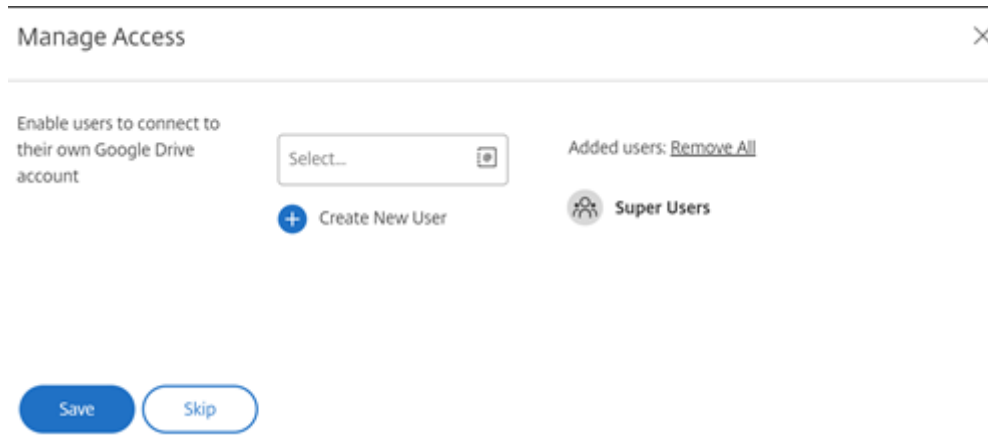 Manage Access
Enable users to connect to
their own Google Drive
account
Select...
Create New User
Added users: Remove All
Super Users
Save
Skip